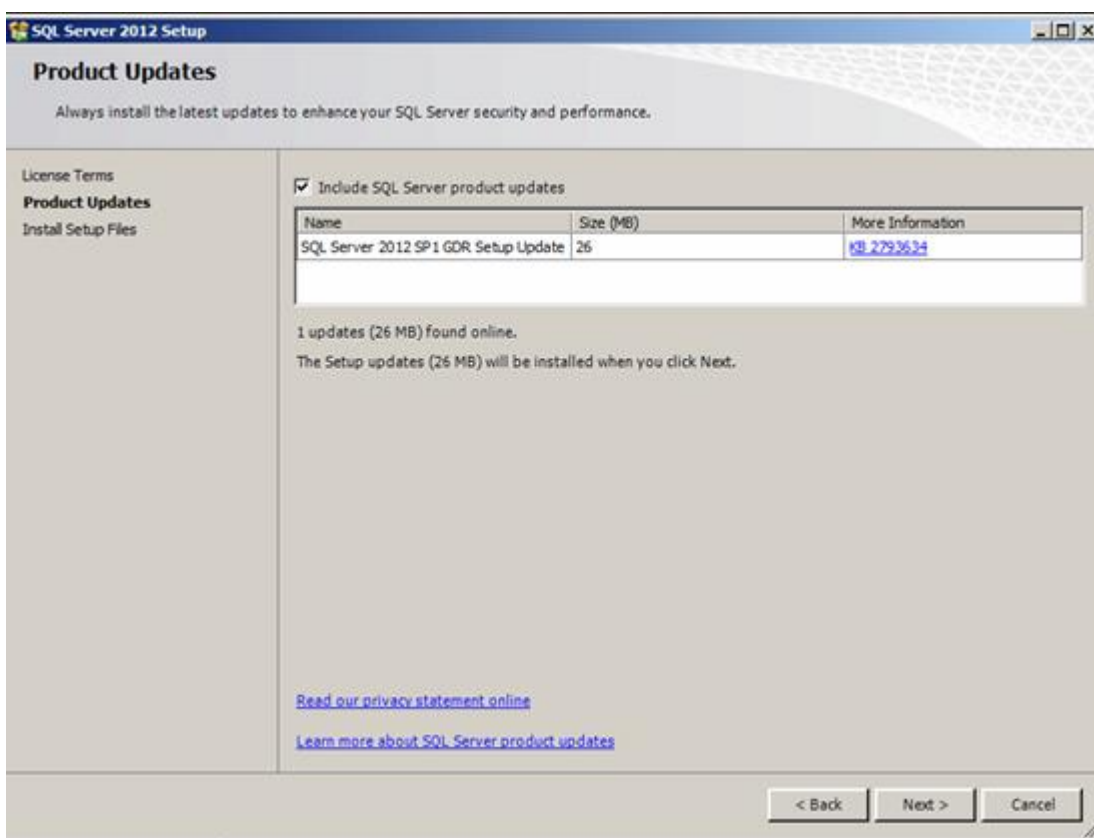 SQL Server 2012 Setup
Product Updates
Always install the latest updates to enhance your SQL Server security and performance.
License Terms
Product Updates
Install Setup Files
Include SQL Server product updates
Name Size (MB) More Information
SQL Server 2012 SP1 GDR Setup Update 26 KB 2793634
1 updates (26 MB) found online.
The Setup updates (26 MB) will be installed when you click Next.
Read our privacy statement online
Learn more about SQL Server product updates
< Back Next > Cancel